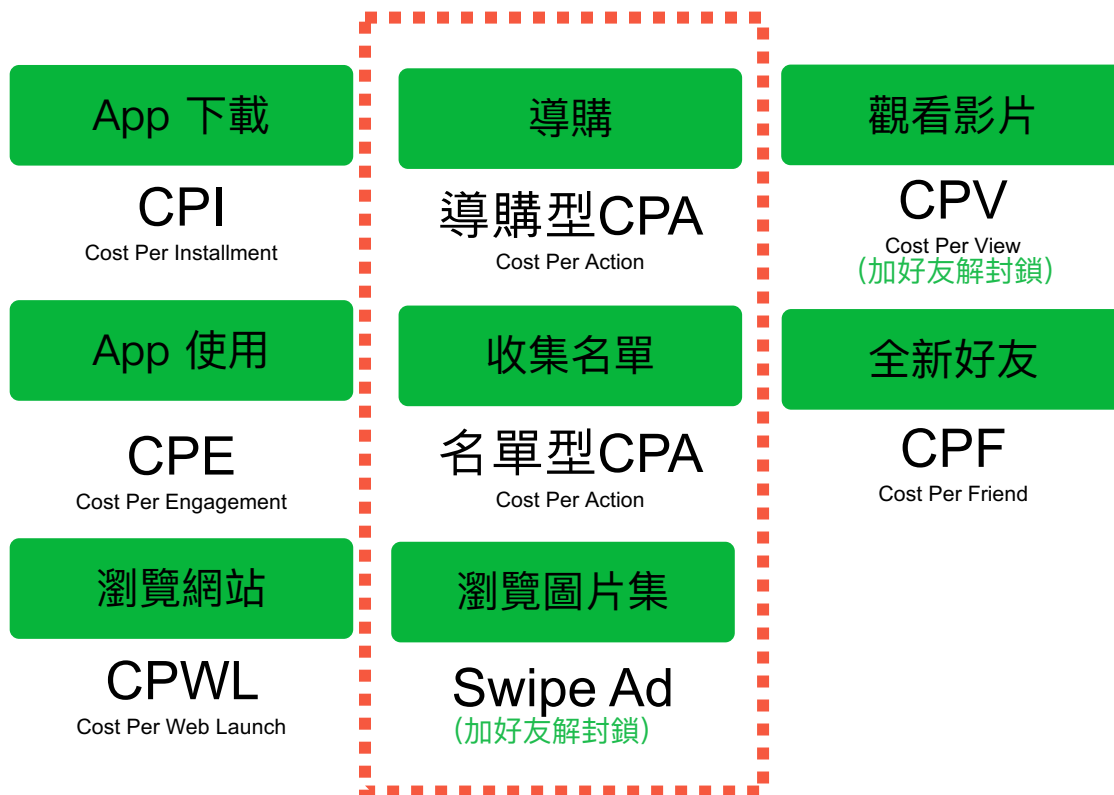 App 下載
CPI
Cost Per Installment
App 使用
CPE
Cost Per Engagement
瀏覽網站
CPWL
Cost Per Web Launch
導購
導購型CPA
Cost Per Action
收集名單
名單型CPA
Cost Per Action
瀏覽圖片集
Swipe Ad
(加好友解封鎖)
觀看影片
CPV
Cost Per View
(加好友解封鎖)
全新好友
CPF
Cost Per Friend